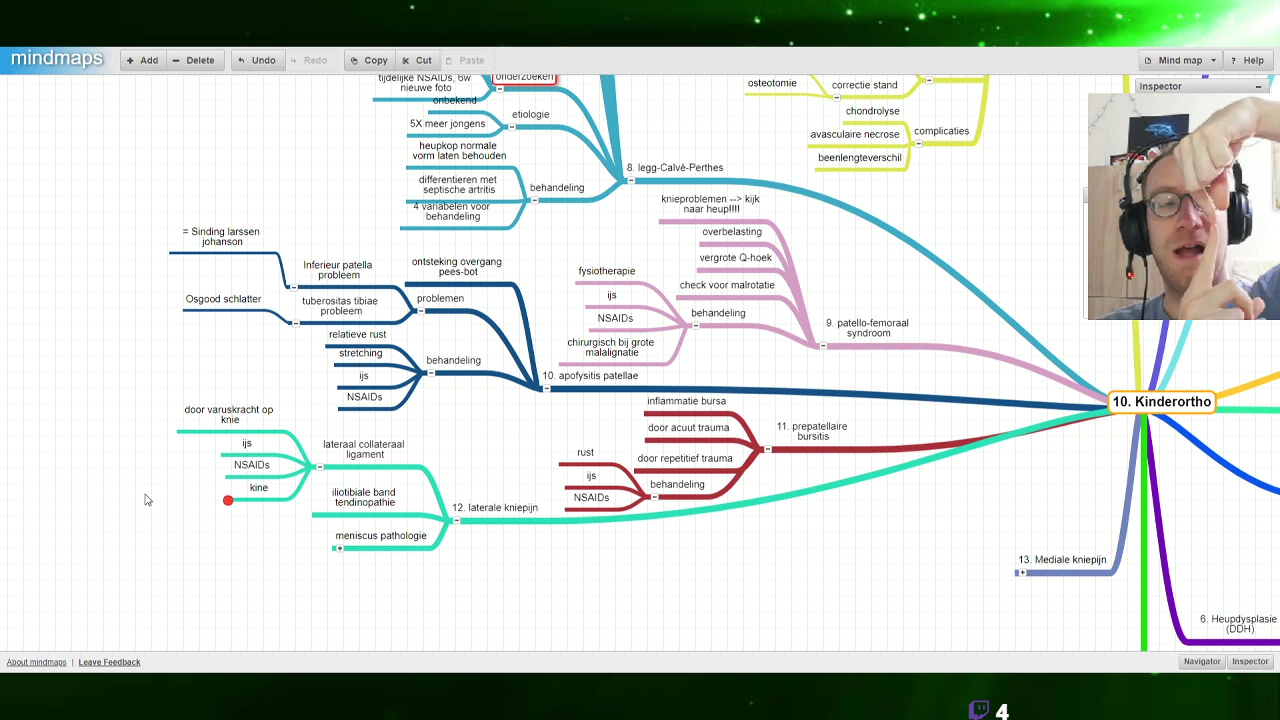 mindmaps
Add
Delete
Undo
Redo
Copy
Cut
Paste
Mind map
? Help
Inspector
tijdelijke NSAIDS, 6w
nieuwe foto
onderzoeken
onbekend
5X meer jongens
etiologie
heupkop normale
vorm laten behouden
differentieren met
septische artritis
4 variabelen voor
behandeling
behandeling
8. legg-Calvé-Perthes
osteotomie
correctie stand
chondrolyse
avasculaire necrose
beenlengteverschil
complicaties
knieproblemen --> kijk
naar heup!!!!
overbelasting
vergrote Q-hoek
check voor malrotatie
fysiotherapie
ijs
NSAIDs
chirurgisch bij grote
malalignatie
behandeling
9. patello-femoraal
syndroom
= Sinding larssen
johanson
Inferieur patella
probleem
Osgood schlatter
tuberositas tibiae
probleem
ontsteking overgang
pees-bot
problemen
relatieve rust
stretching
ijs
NSAIDs
behandeling
10. apofysitis patellae
10. Kinderortho
inflammatie bursa
door acuut trauma
door repetitief trauma
rust
ijs
NSAIDs
behandeling
11. prepatellaire
bursitis
door varuskracht op
knie
ijs
NSAIDs
kine
lateraal collateraal
ligament
iliotibiale band
tendinopathie
meniscus pathologie
12. laterale kniepijn
13. Mediale kniepijn
6. Heupdysplasie
(DDH)
About mindmaps | Leave Feedback
Navigator
Inspector
4